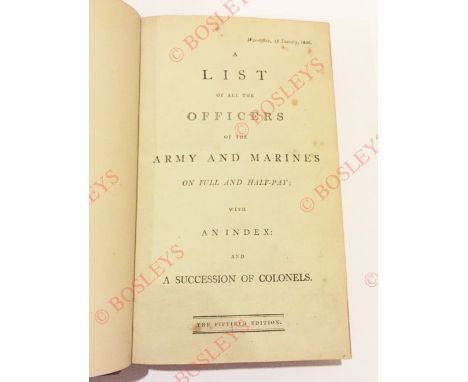 War-Office, 15 January, 1802.
A
LIST
OF ALL THE
OFFICERS
OF THE
ARMY AND MARINES
ON FULL AND HALF-PAY;
WITH
AN INDEX:
AND
A SUCCESSION OF COLONELS.
THE FIFTIETH EDITION.
© BOSLEYS
© BOSLEYS
© BOSLEYS
© BOSLEYS
© BOSLEYS
© BOSLEYS
©